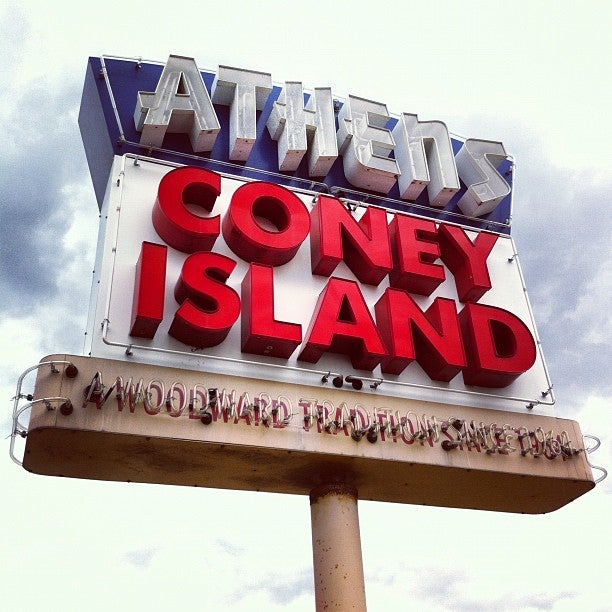 ATHEnS
CONEY
ISLAND
A WOODWARD TRADITION SINCE 1964